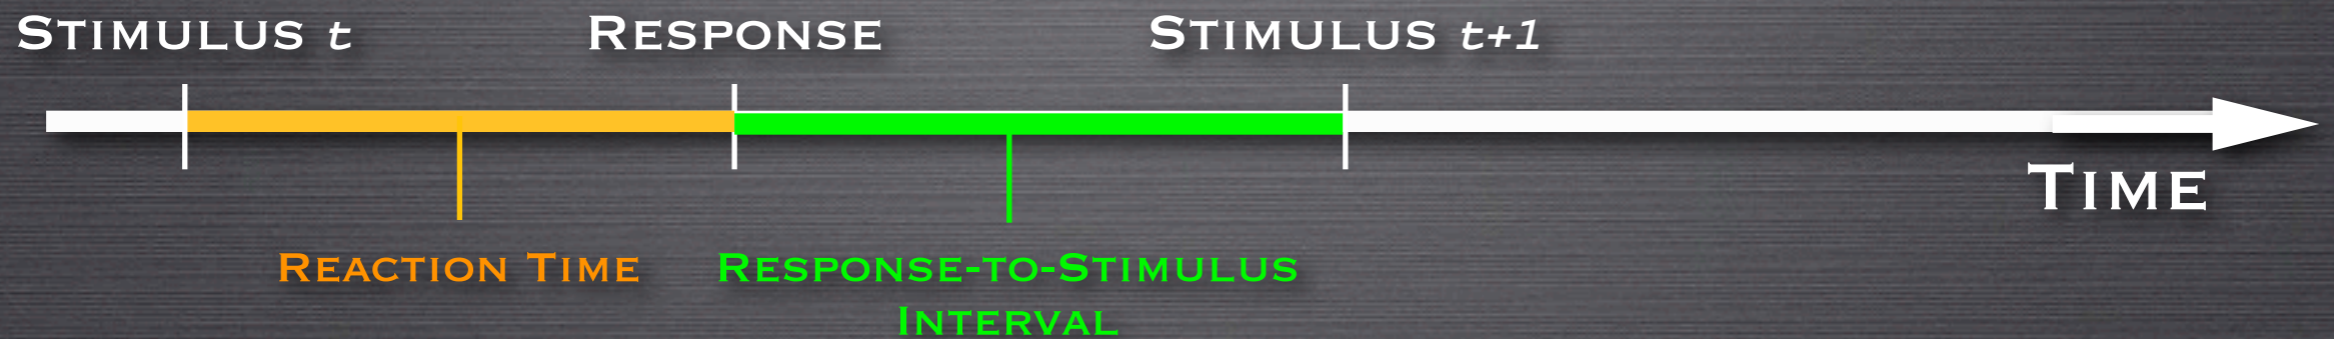 Stimulus t
Response
Stimulus t+1
Time
Reaction Time
Response-to-Stimulus
Interval